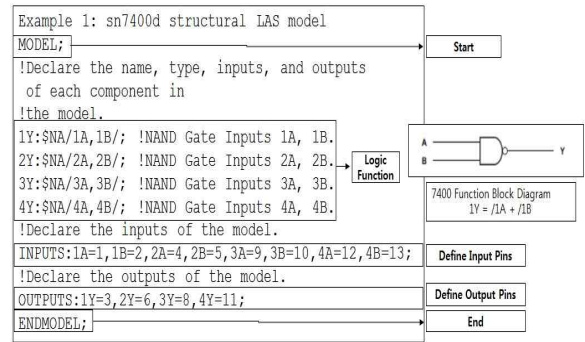 Example 1: sn7400d structural LAS model
MODEL;
Start
!Declare the name, type, inputs, and outputs
of each component in
!the model.
1Y:$NA/1A,1B/; !NAND Gate Inputs 1A, 1B.
2Y:$NA/2A,2B/; !NAND Gate Inputs 2A, 2B.
3Y:$NA/3A,3B/; !NAND Gate Inputs 3A, 3B.
4Y:$NA/4A,4B/; !NAND Gate Inputs 4A, 4B.
Logic
Function
A
B
Y
7400 Function Block Diagram
1Y = /1A + /1B
!Declare the inputs of the model.
INPUTS:1A=1,1B=2,2A=4,2B=5,3A=9,3B=10,4A=12,4B=13;
Define Input Pins
!Declare the outputs of the model.
OUTPUTS:1Y=3,2Y=6,3Y=8,4Y=11;
Define Output Pins
ENDMODEL;
End